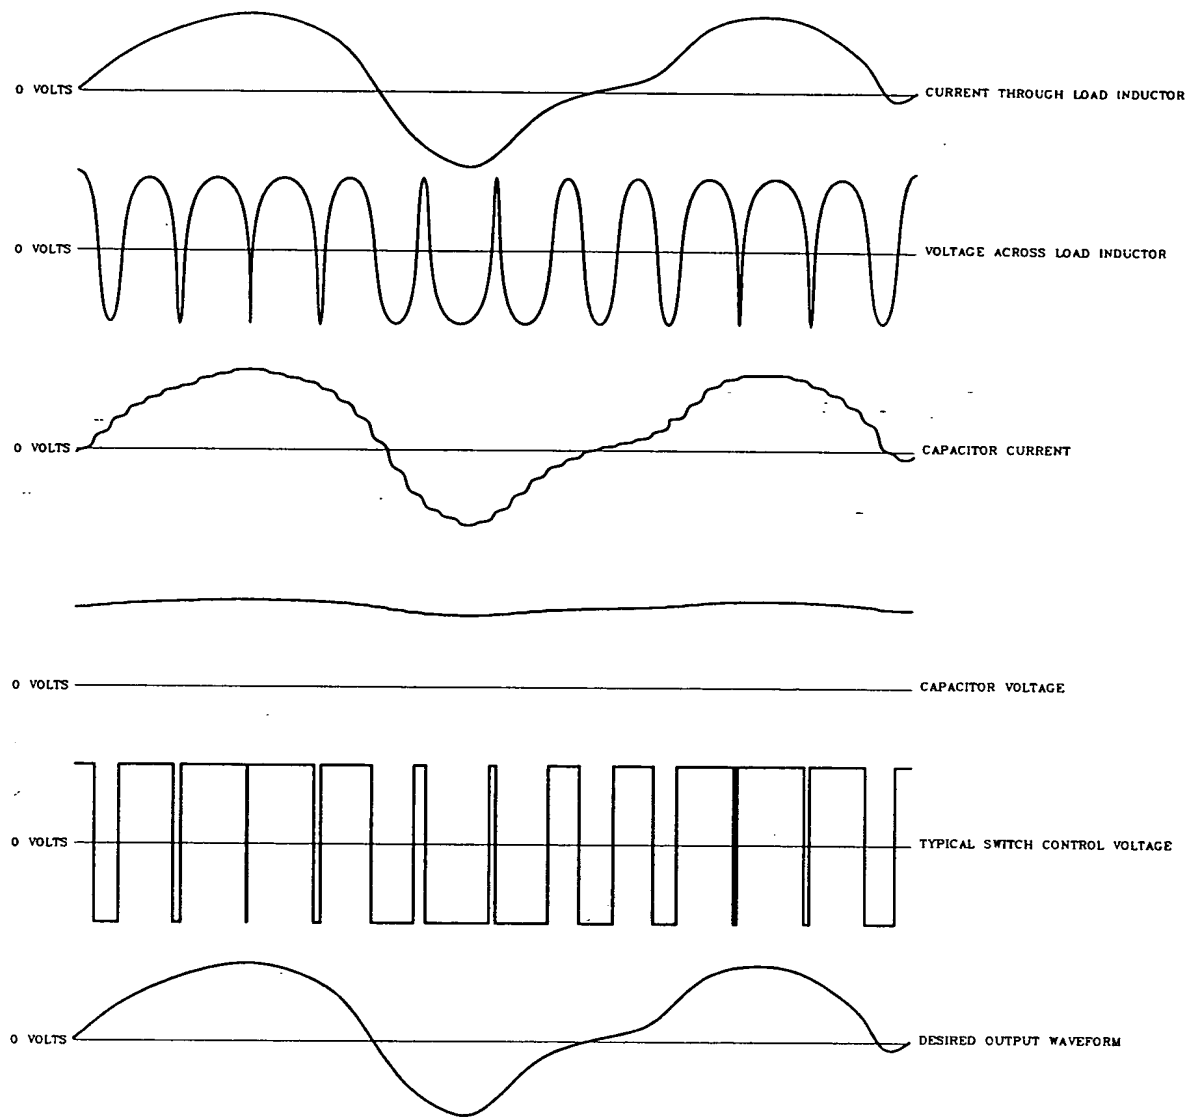 0 VOLTS CURRENT THROUGH LOAD INDUCTOR
0 VOLTS VOLTAGE ACROSS LOAD INDUCTOR
0 VOLTS CAPACITOR CURRENT
0 VOLTS CAPACITOR VOLTAGE
0 VOLTS TYPICAL SWITCH CONTROL VOLTAGE
0 VOLTS DESIRED OUTPUT WAVEFORM